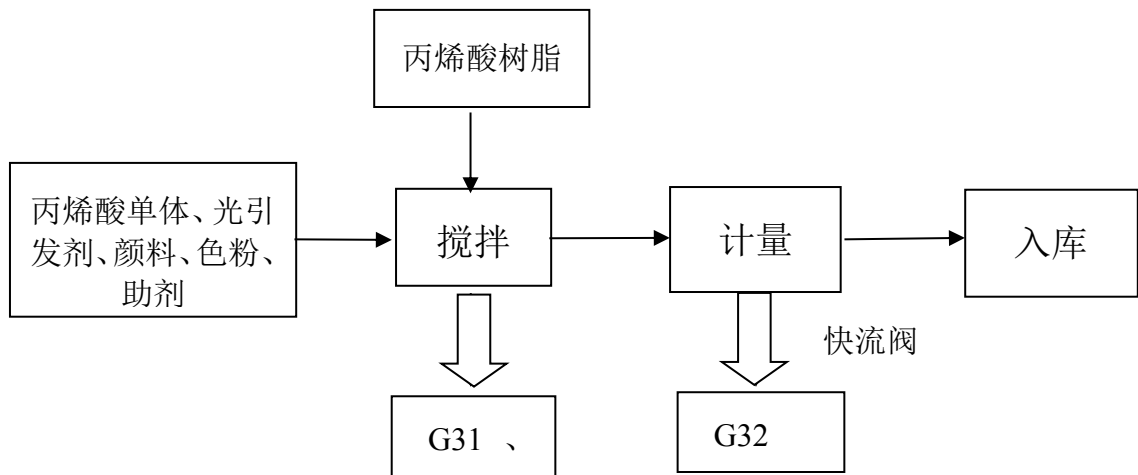 丙烯酸树脂
丙烯酸单体、光引
发剂、颜料、色粉、
助剂
搅拌
计量
入库
快流阀
G31 、
G32